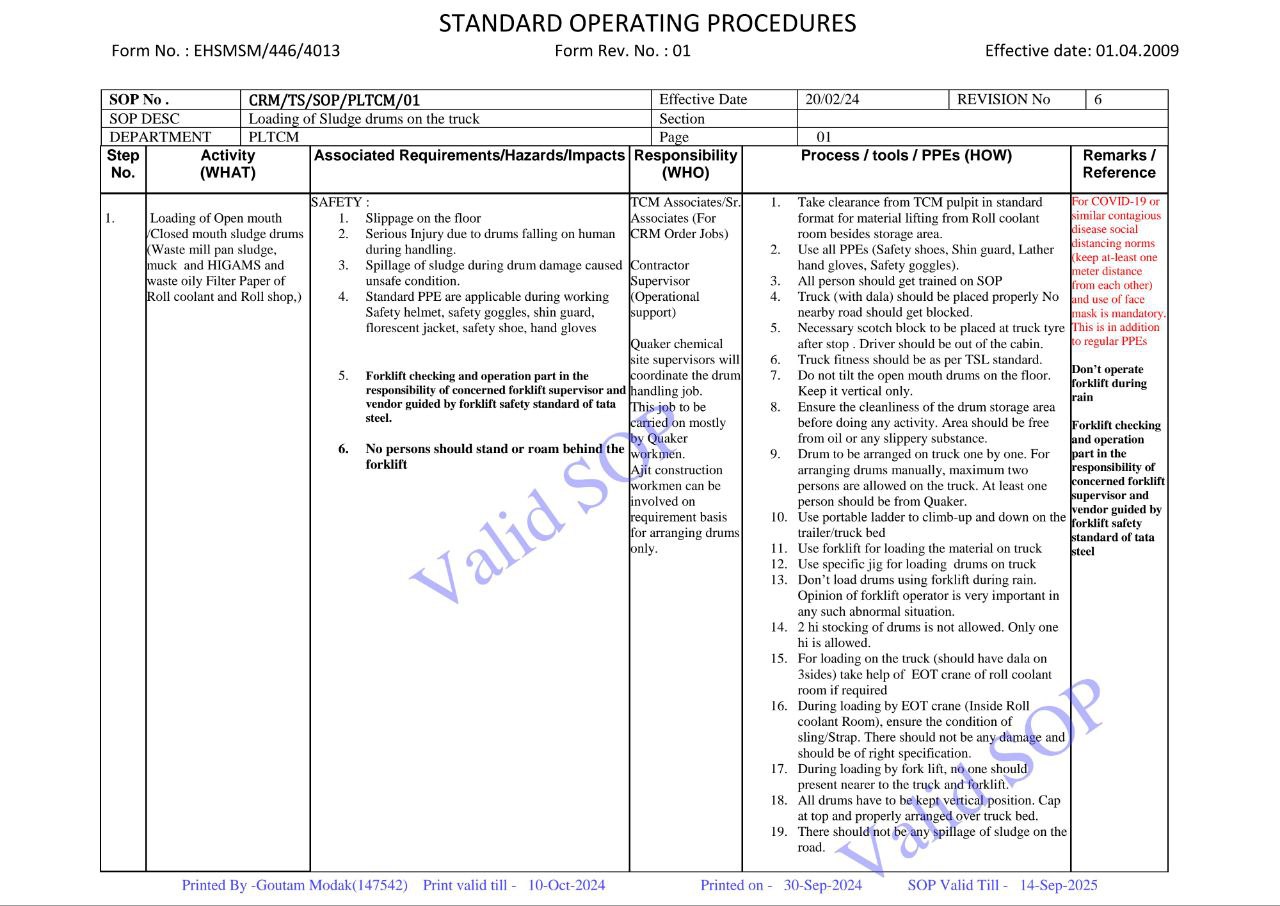 STANDARD OPERATING PROCEDURES
Form No. : EHSMSM/446/4013 Form Rev. No. : 01 Effective date: 01.04.2009
SOP No . CRM/TS/SOP/PLTCM/01 Effective Date 20/02/24 REVISION No 6
SOP DESC Loading of Sludge drums on the truck Section
DEPARTMENT PLTCM Page 01
Step No. Activity (WHAT) Associated Requirements/Hazards/Impacts Responsibility (WHO) Process / tools / PPEs (HOW) Remarks / Reference
1.
Loading of Open mouth
/Closed mouth sludge drums
(Waste mill pan sludge,
muck and HIGAMS and
waste oily Filter Paper of
Roll coolant and Roll shop,)
SAFETY :
1. Slippage on the floor
2. Serious Injury due to drums falling on human
during handling.
3. Spillage of sludge during drum damage caused
unsafe condition.
4. Standard PPE are applicable during working
Safety helmet, safety goggles, shin guard,
florescent jacket, safety shoe, hand gloves
5. Forklift checking and operation part in the
responsibility of concerned forklift supervisor and
vendor guided by forklift safety standard of tata
steel.
6. No persons should stand or roam behind the
forklift
TCM Associates/Sr.
Associates (For
CRM Order Jobs)
Contractor
Supervisor
(Operational
support)
Quaker chemical
site supervisors will
coordinate the drum
handling job.
This job to be
carried on mostly
by Quaker
workmen.
Ajit construction
workmen can be
involved on
requirement basis
for arranging drums
only.
1. Take clearance from TCM pulpit in standard
format for material lifting from Roll coolant
room besides storage area.
2. Use all PPEs (Safety shoes, Shin guard, Lather
hand gloves, Safety goggles).
3. All person should get trained on SOP
4. Truck (with dala) should be placed properly No
nearby road should get blocked.
5. Necessary scotch block to be placed at truck tyre
after stop . Driver should be out of the cabin.
6. Truck fitness should be as per TSL standard.
7. Do not tilt the open mouth drums on the floor.
Keep it vertical only.
8. Ensure the cleanliness of the drum storage area
before doing any activity. Area should be free
from oil or any slippery substance.
9. Drum to be arranged on truck one by one. For
arranging drums manually, maximum two
persons are allowed on the truck. At least one
person should be from Quaker.
10. Use portable ladder to climb-up and down on the
trailer/truck bed
11. Use forklift for loading the material on truck
12. Use specific jig for loading drums on truck
13. Don't load drums using forklift during rain.
Opinion of forklift operator is very important in
any such abnormal situation.
14. 2 hi stocking of drums is not allowed. Only one
hi is allowed.
15. For loading on the truck (should have dala on
3sides) take help of EOT crane of roll coolant
room if required
16. During loading by EOT crane (Inside Roll
coolant Room), ensure the condition of
sling/Strap. There should not be any damage and
should be of right specification.
17. During loading by fork lift, no one should
present nearer to the truck and forklift.
18. All drums have to be kept vertical position. Cap
at top and properly arranged over truck bed.
19. There should not be any spillage of sludge on the
road.
For COVID-19 or
similar contagious
disease social
distancing norms
(keep at-least one
meter distance
from each other)
and use of face
mask is mandatory.
This is in addition
to regular PPEs
Don't operate
forklift during
rain
Forklift checking
and operation
part in the
responsibility of
concerned forklift
supervisor and
vendor guided by
forklift safety
standard of tata
steel
Valid SOP
Valid SOP
Printed By -Goutam Modak(147542) Print valid till - 10-Oct-2024 Printed on - 30-Sep-2024 SOP Valid Till - 14-Sep-2025